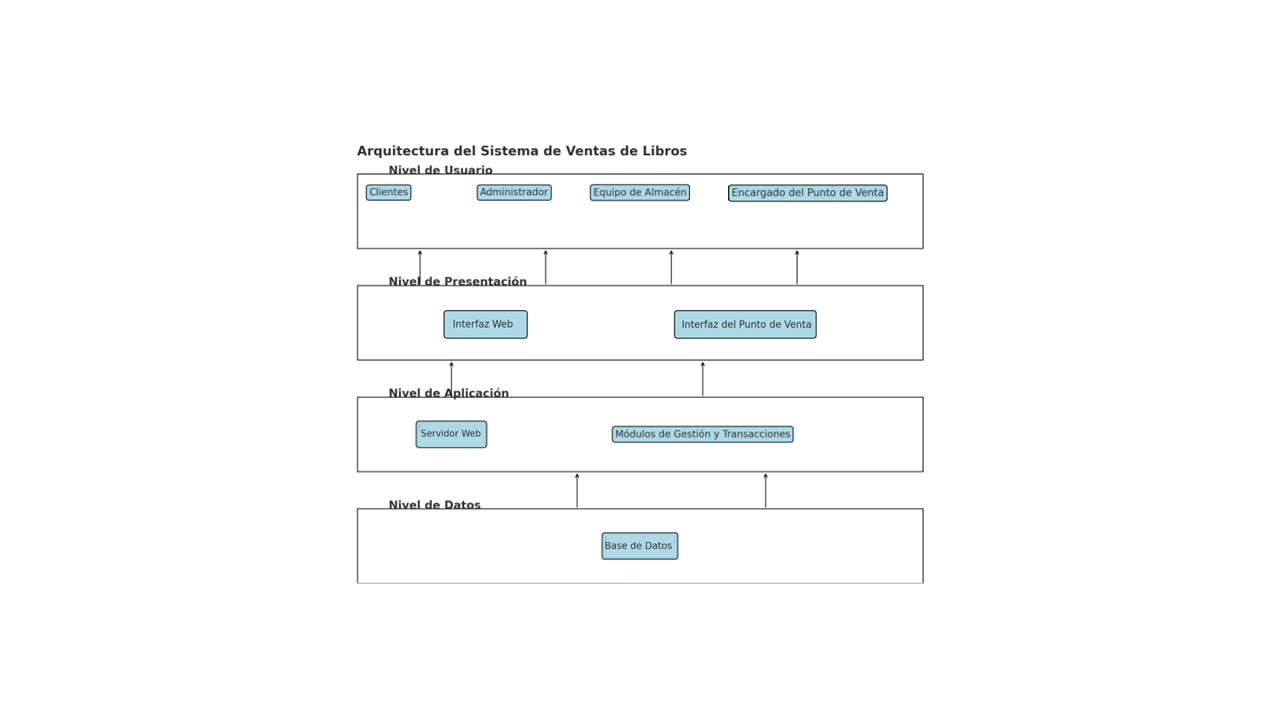 Arquitectura del Sistema de Ventas de Libros
Nivel de Usuario
Clientes
Administrador
Equipo de Almacén
Encargado del Punto de Venta
Nivel de Presentación
Interfaz Web
Interfaz del Punto de Venta
Nivel de Aplicación
Servidor Web
Módulos de Gestión y Transacciones
Nivel de Datos
Base de Datos